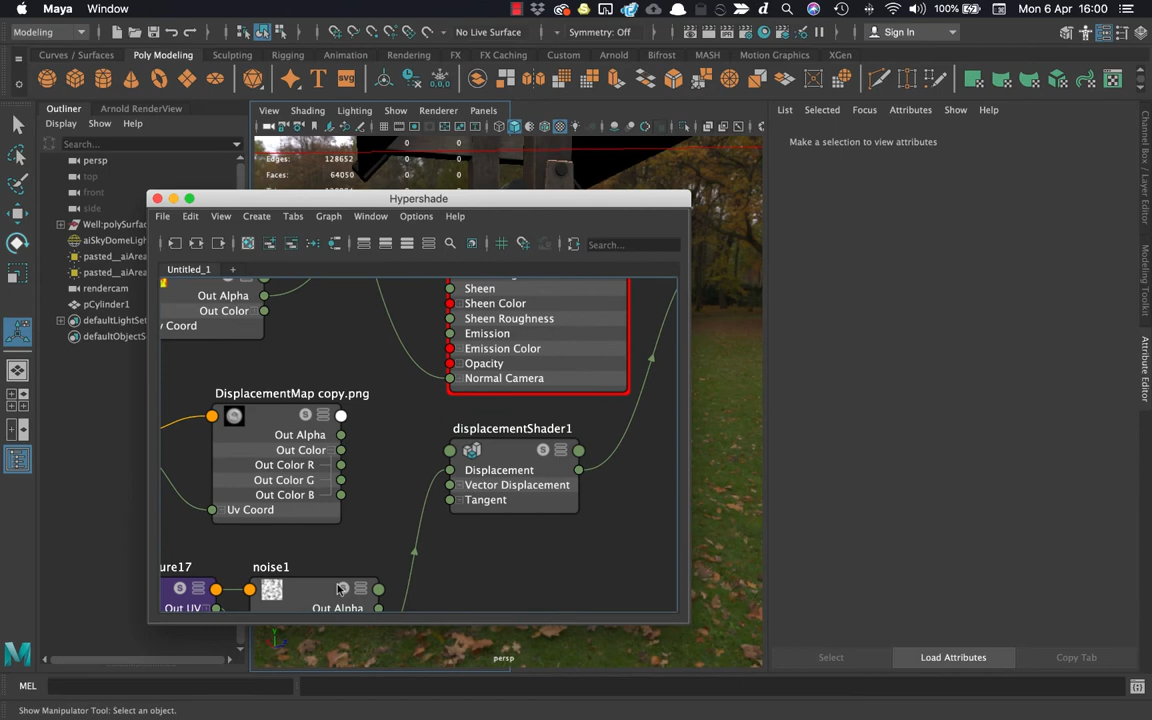 Maya Window 100% Mon 6 Apr 16:00
Modeling No Live Surface Symmetry: Off Sign In
Curves / Surfaces Poly Modeling Sculpting Rigging Animation Rendering FX FX Caching Custom Arnold Bifrost MASH Motion Graphics XGen
Outliner Arnold RenderView
Display Show Help
Search...
persp
top
front
side
Well:polySurfac
aiSkyDomeLigh
pasted__aiArea
pasted__aiArea
rendercam
pCylinder1
defaultLightSet
defaultObjectS
View Shading Lighting Show Renderer Panels
Edges: 128652 0 0
Faces: 64050 0 0
persp
Hypershade
File Edit View Create Tabs Graph Window Options Help
Search...
Untitled_1 +
Out Alpha
Out Color
v Coord
Sheen
Sheen Color
Sheen Roughness
Emission
Emission Color
Opacity
Normal Camera
DisplacementMap copy.png
Out Alpha
Out Color
Out Color R
Out Color G
Out Color B
Uv Coord
displacementShader1
Displacement
Vector Displacement
Tangent
ure17
Out UV
noise1
Out Alpha
List Selected Focus Attributes Show Help
Make a selection to view attributes
Select Load Attributes Copy Tab
Channel Box / Layer Editor
Modeling Toolkit
Attribute Editor
MEL
Show Manipulator Tool: Select an object.